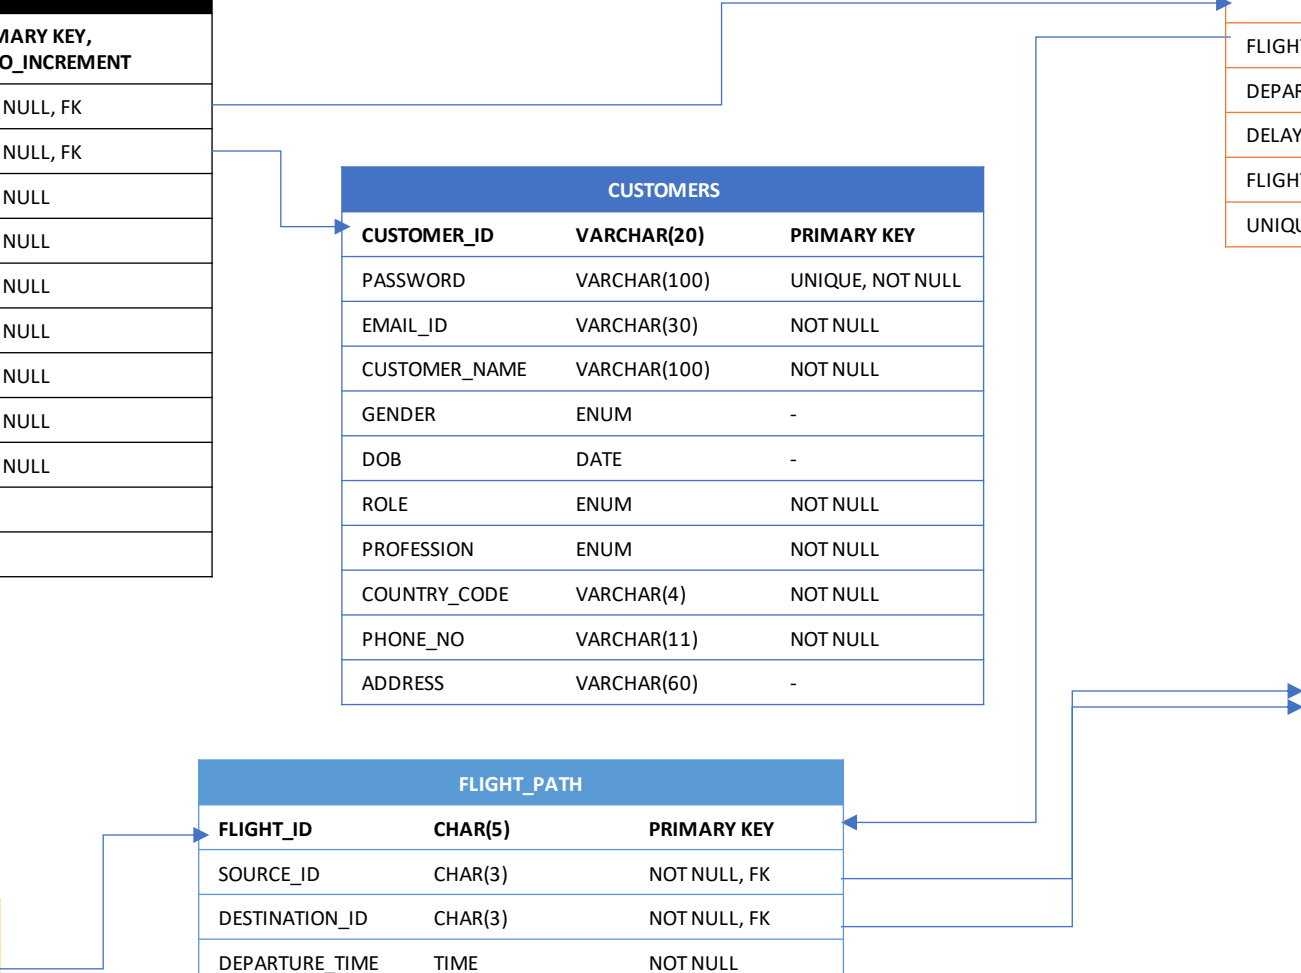 NULL, FK
NULL, FK
NULL
NULL
NULL
NULL
NULL
NULL
NULL
CUSTOMERS
CUSTOMER_ID VARCHAR(20) PRIMARY KEY
PASSWORD VARCHAR(100) UNIQUE, NOT NULL
EMAIL_ID VARCHAR(30) NOT NULL
CUSTOMER_NAME VARCHAR(100) NOT NULL
GENDER ENUM -
DOB DATE -
ROLE ENUM NOT NULL
PROFESSION ENUM NOT NULL
COUNTRY_CODE VARCHAR(4) NOT NULL
PHONE_NO VARCHAR(11) NOT NULL
ADDRESS VARCHAR(60) -
FLIGHT_PATH
FLIGHT_ID CHAR(5) PRIMARY KEY
SOURCE_ID CHAR(3) NOT NULL, FK
DESTINATION_ID CHAR(3) NOT NULL, FK
DEPARTURE_TIME TIME NOT NULL